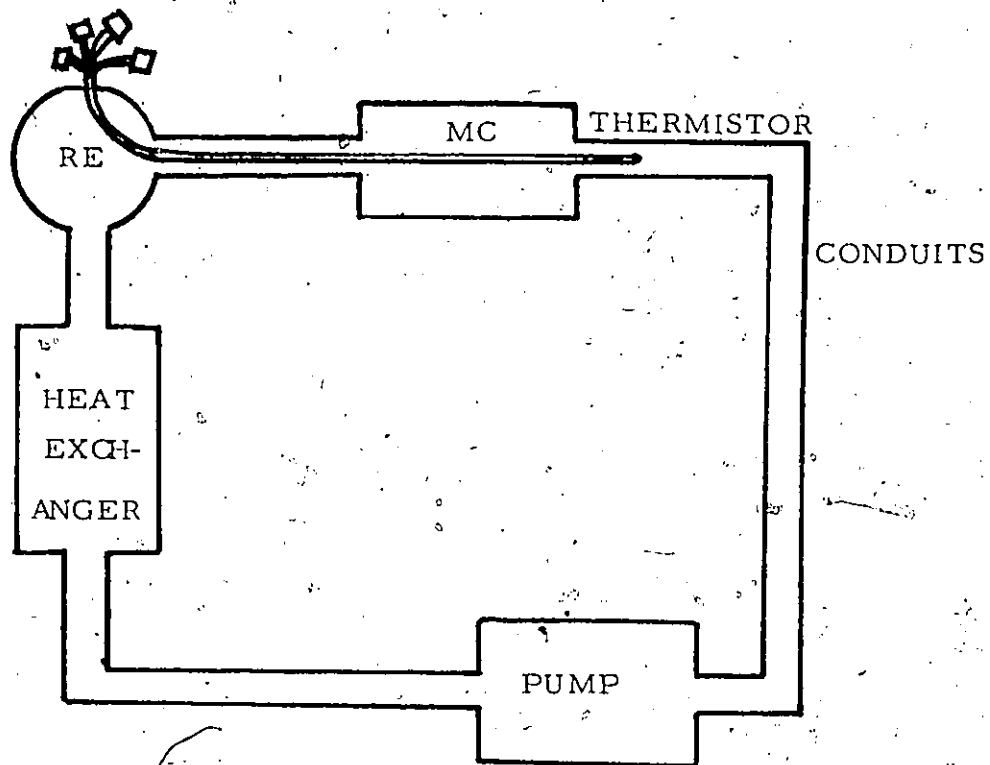 MC
THERMISTOR
RE
CONDUITS
HEAT
EXCH-
ANGER
PUMP